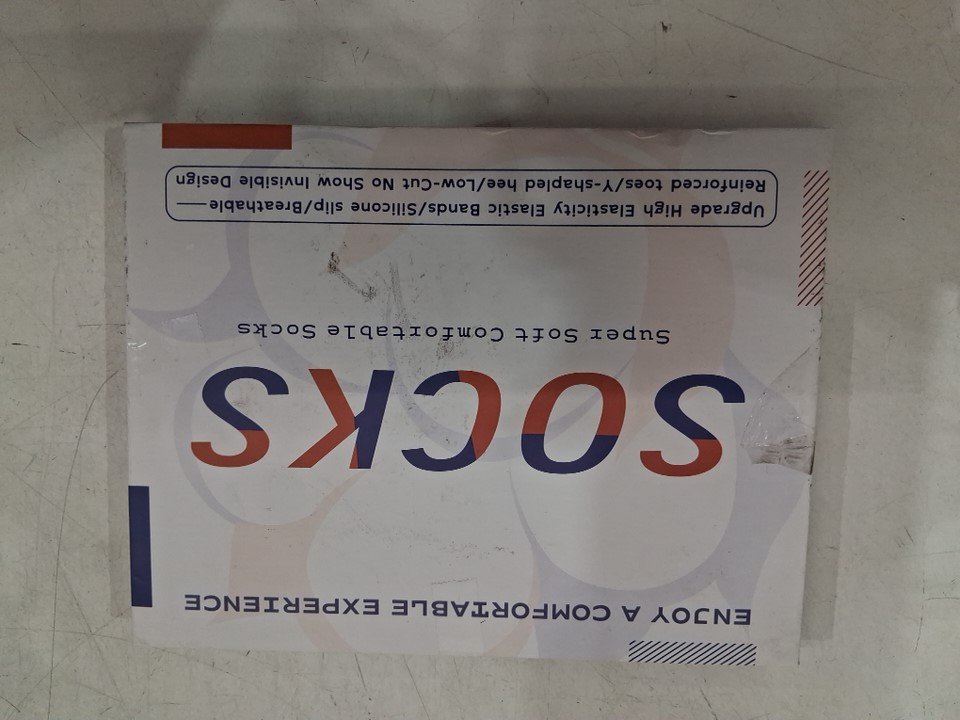 ENJOY A COMFORTABLE EXPERIENCE
SOCKS
Super Soft Comfortable Socks
Upgrade High Elasticity Elastic Bands/Silicone slip/Breathable
Reinforced toes/Y-shapled hee/Low-Cut No Show Invisible Design